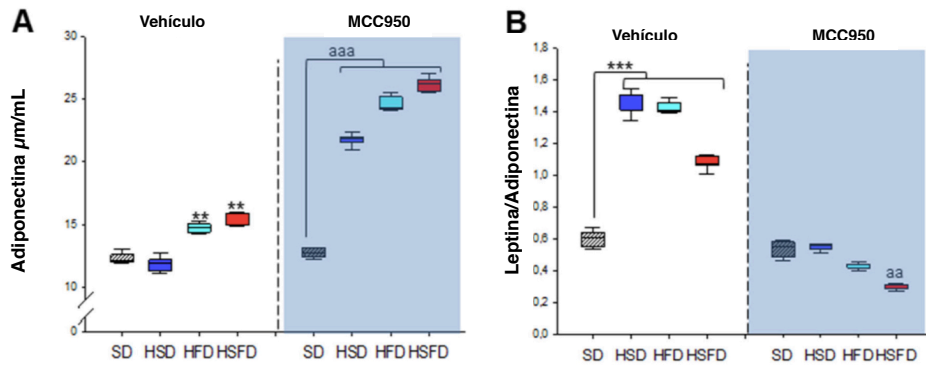 A
Vehículo
MCC950
Adiponectina µm/mL
30
25
20
15
10
0
aaa
**
**
SD HSD HFD HSFD SD HSD HFD HSFD
B
Vehículo
MCC950
Leptina/Adiponectina
1,8
1,6
1,4
1,2
1,0
0,8
0,6
0,4
0,2
0,0
***
aa
SD HSD HFD HSFD SD HSD HFD HSFD